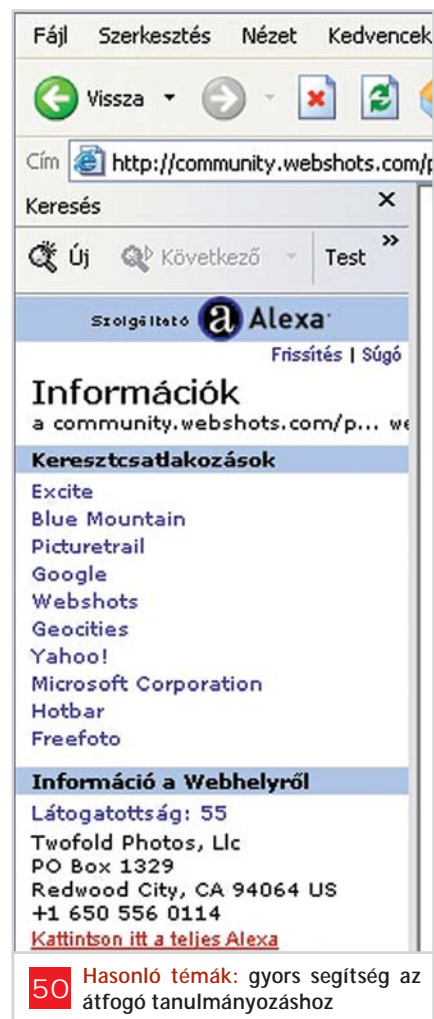 Fájl Szerkesztés Nézet Kedvencek
Vissza
Cím http://community.webshots.com/p
Keresés
Új Következő Test »
Szolgáltató a Alexa
Frissítés | Súgó
Információk
a community.webshots.com/p... we
Keresztcsatlakozások
Excite
Blue Mountain
Picturetrail
Google
Webshots
Geocities
Yahoo!
Microsoft Corporation
Hotbar
Freefoto
Információ a Webhelyről
Látogatottság: 55
Twofold Photos, Llc
PO Box 1329
Redwood City, CA 94064 US
+1 650 556 0114
Kattintson itt a teljes Alexa
50 Hasonló témák: gyors segítség az
átfogó tanulmányozáshoz